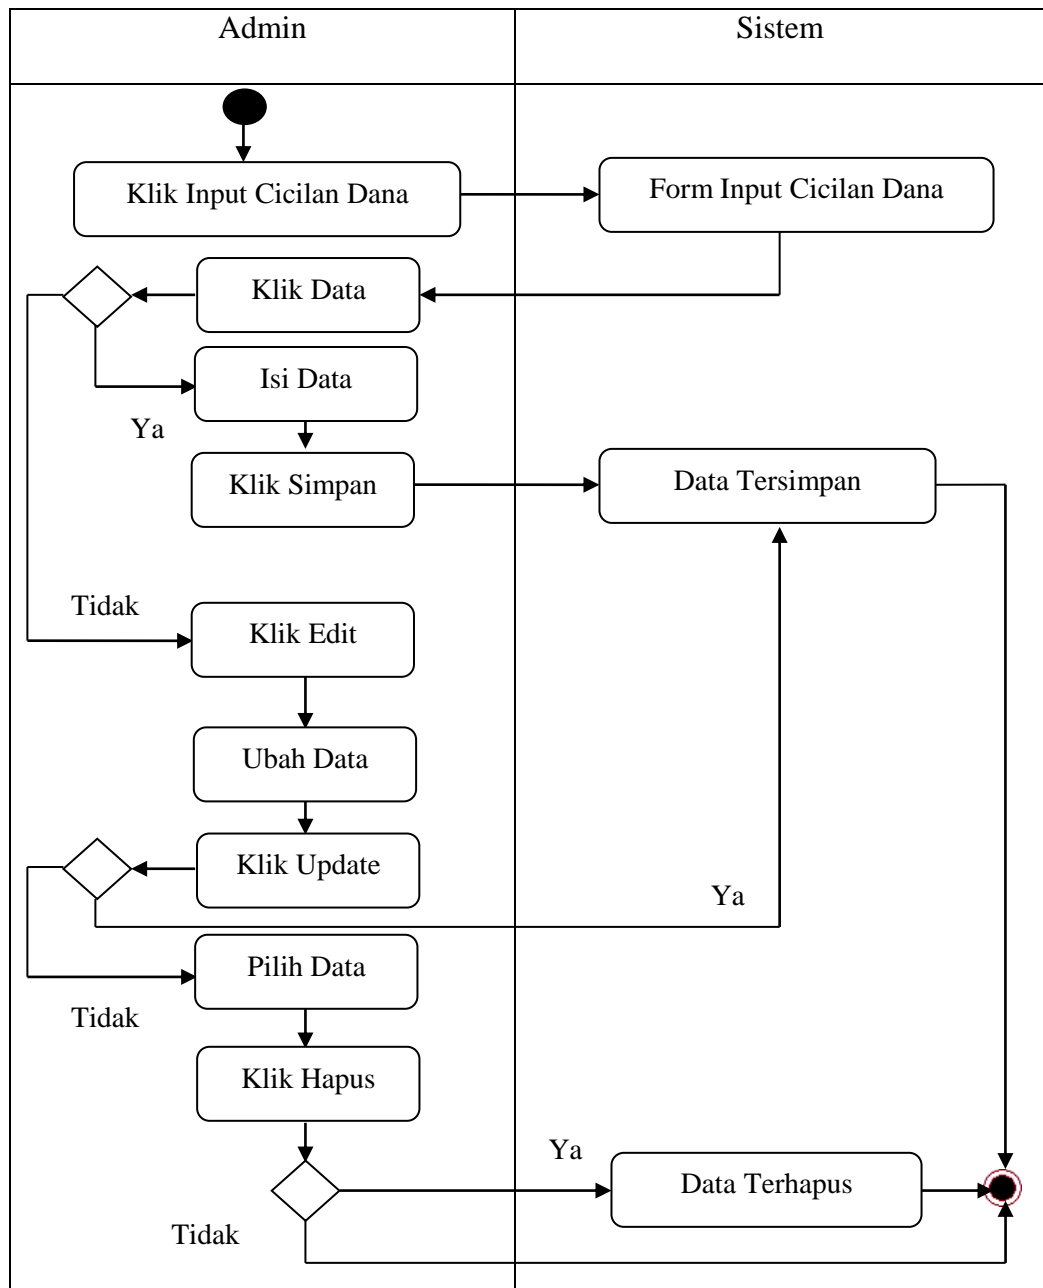 Admin
Sistem
Klik Input Cicilan Dana
Form Input Cicilan Dana
Klik Data
Isi Data
Ya
Klik Simpan
Data Tersimpan
Tidak
Klik Edit
Ubah Data
Klik Update
Ya
Pilih Data
Tidak
Klik Hapus
Ya
Data Terhapus
Tidak